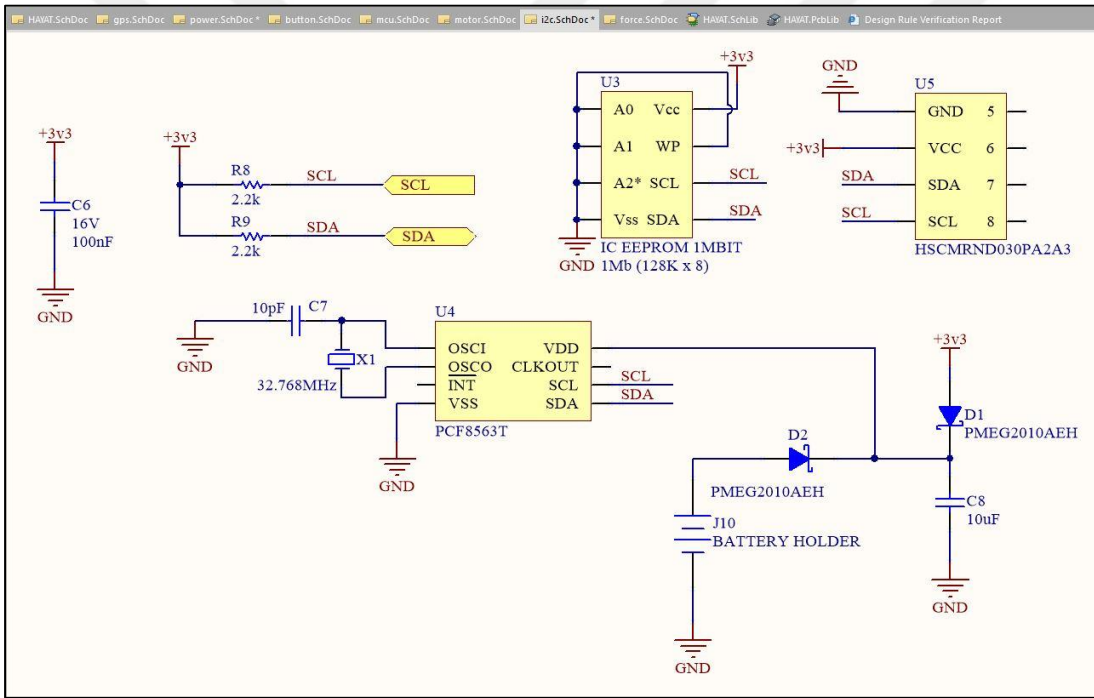 HAYAT.SchDoc gps.SchDoc power.SchDoc * button.SchDoc mcu.SchDoc motor.SchDoc i2c.SchDoc * force.SchDoc HAYAT.SchLib HAYAT.PcbLib Design Rule Verification Report
+3v3
C6
16V
100nF
GND
+3v3
R8
2.2k
SCL
SCL
R9
2.2k
SDA
SDA
+3v3
U3
A0 Vcc
A1 WP
A2* SCL
Vss SDA
SCL
SDA
GND
IC EEPROM 1MBIT
1Mb (128K x 8)
GND
U5
GND 5
+3v3
VCC 6
SDA
SDA 7
SCL
SCL 8
HSCMRND030PA2A3
10pF C7
GND
X1
32.768MHz
U4
OSCI VDD
OSCO CLKOUT
INT SCL
VSS SDA
SCL
SDA
PCF8563T
GND
+3v3
D1
PMEG2010AEH
D2
PMEG2010AEH
J10
BATTERY HOLDER
GND
C8
10uF
GND